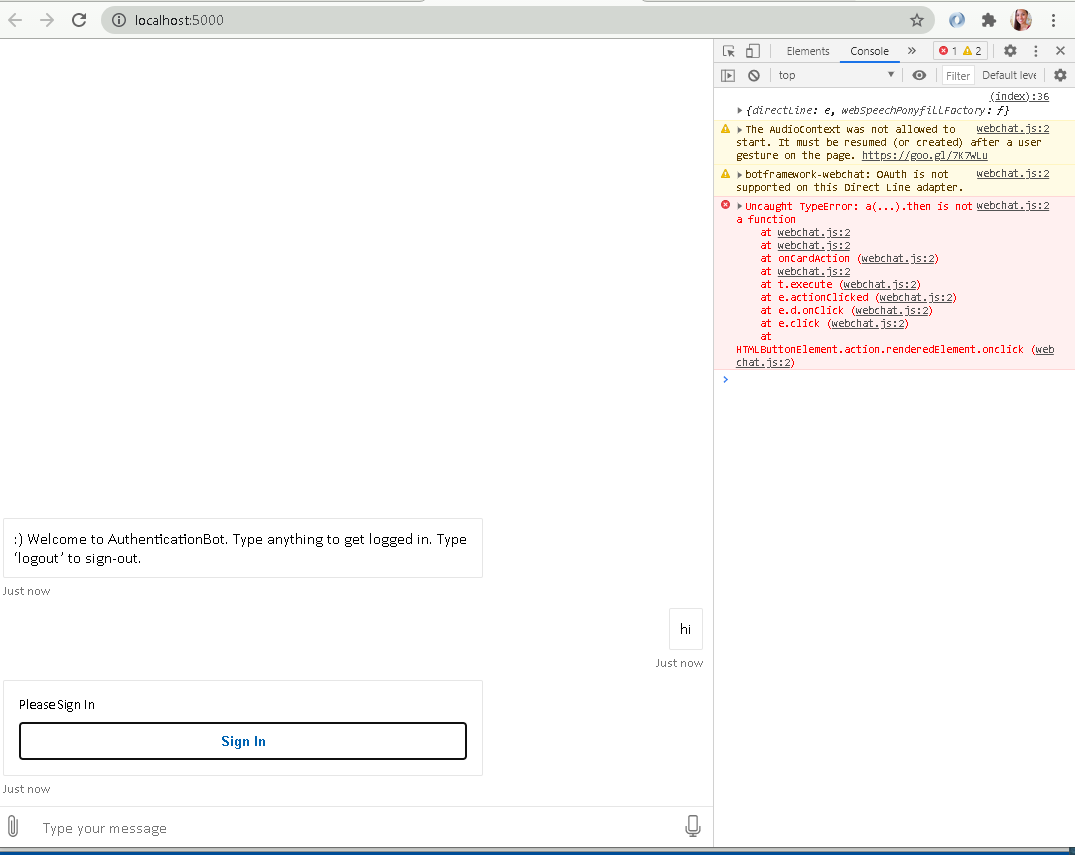 localhost:5000
Elements Console » 1 2
top Filter Default leve
(index):36
{directLine: e, webSpeechPonyfillFactory: ƒ}
The AudioContext was not allowed to webchat.js:2
start. It must be resumed (or created) after a user
gesture on the page. https://goo.gl/7K7WLu
botframework-webchat: OAuth is not webchat.js:2
supported on this Direct Line adapter.
Uncaught TypeError: a(...).then is not webchat.js:2
a function
at webchat.js:2
at webchat.js:2
at onCardAction (webchat.js:2)
at webchat.js:2
at t.execute (webchat.js:2)
at e.actionClicked (webchat.js:2)
at e.d.onClick (webchat.js:2)
at e.click (webchat.js:2)
at
HTMLButtonElement.action.renderedElement.onclick (web
chat.js:2)
:) Welcome to AuthenticationBot. Type anything to get logged in. Type
‘logout’ to sign-out.
Just now
hi
Just now
Please Sign In
Sign In
Just now
Type your message